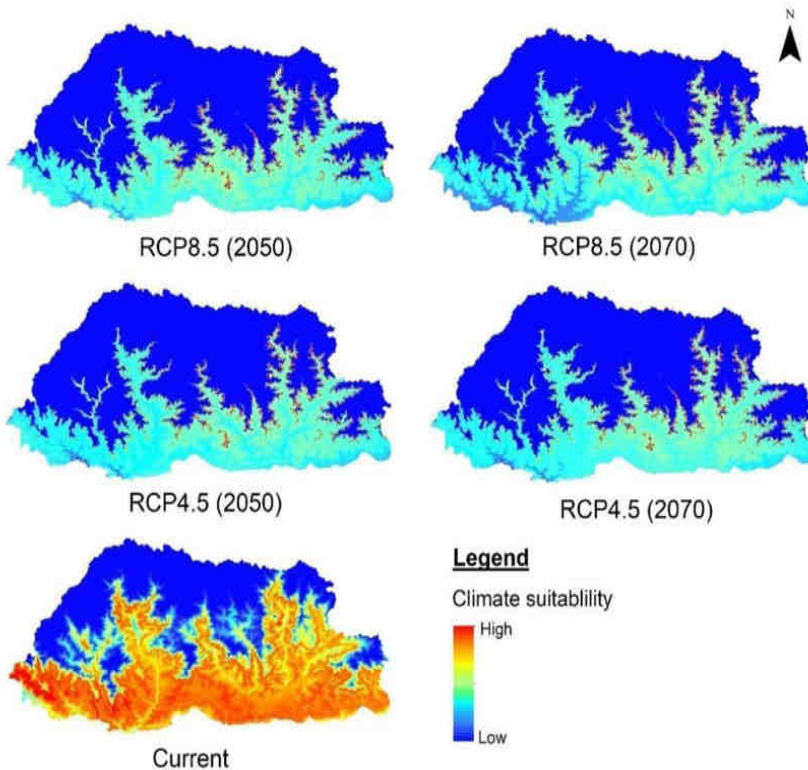 N
RCP8.5 (2050)
RCP8.5 (2070)
RCP4.5 (2050)
RCP4.5 (2070)
Current
Legend
Climate suitablility
High
Low